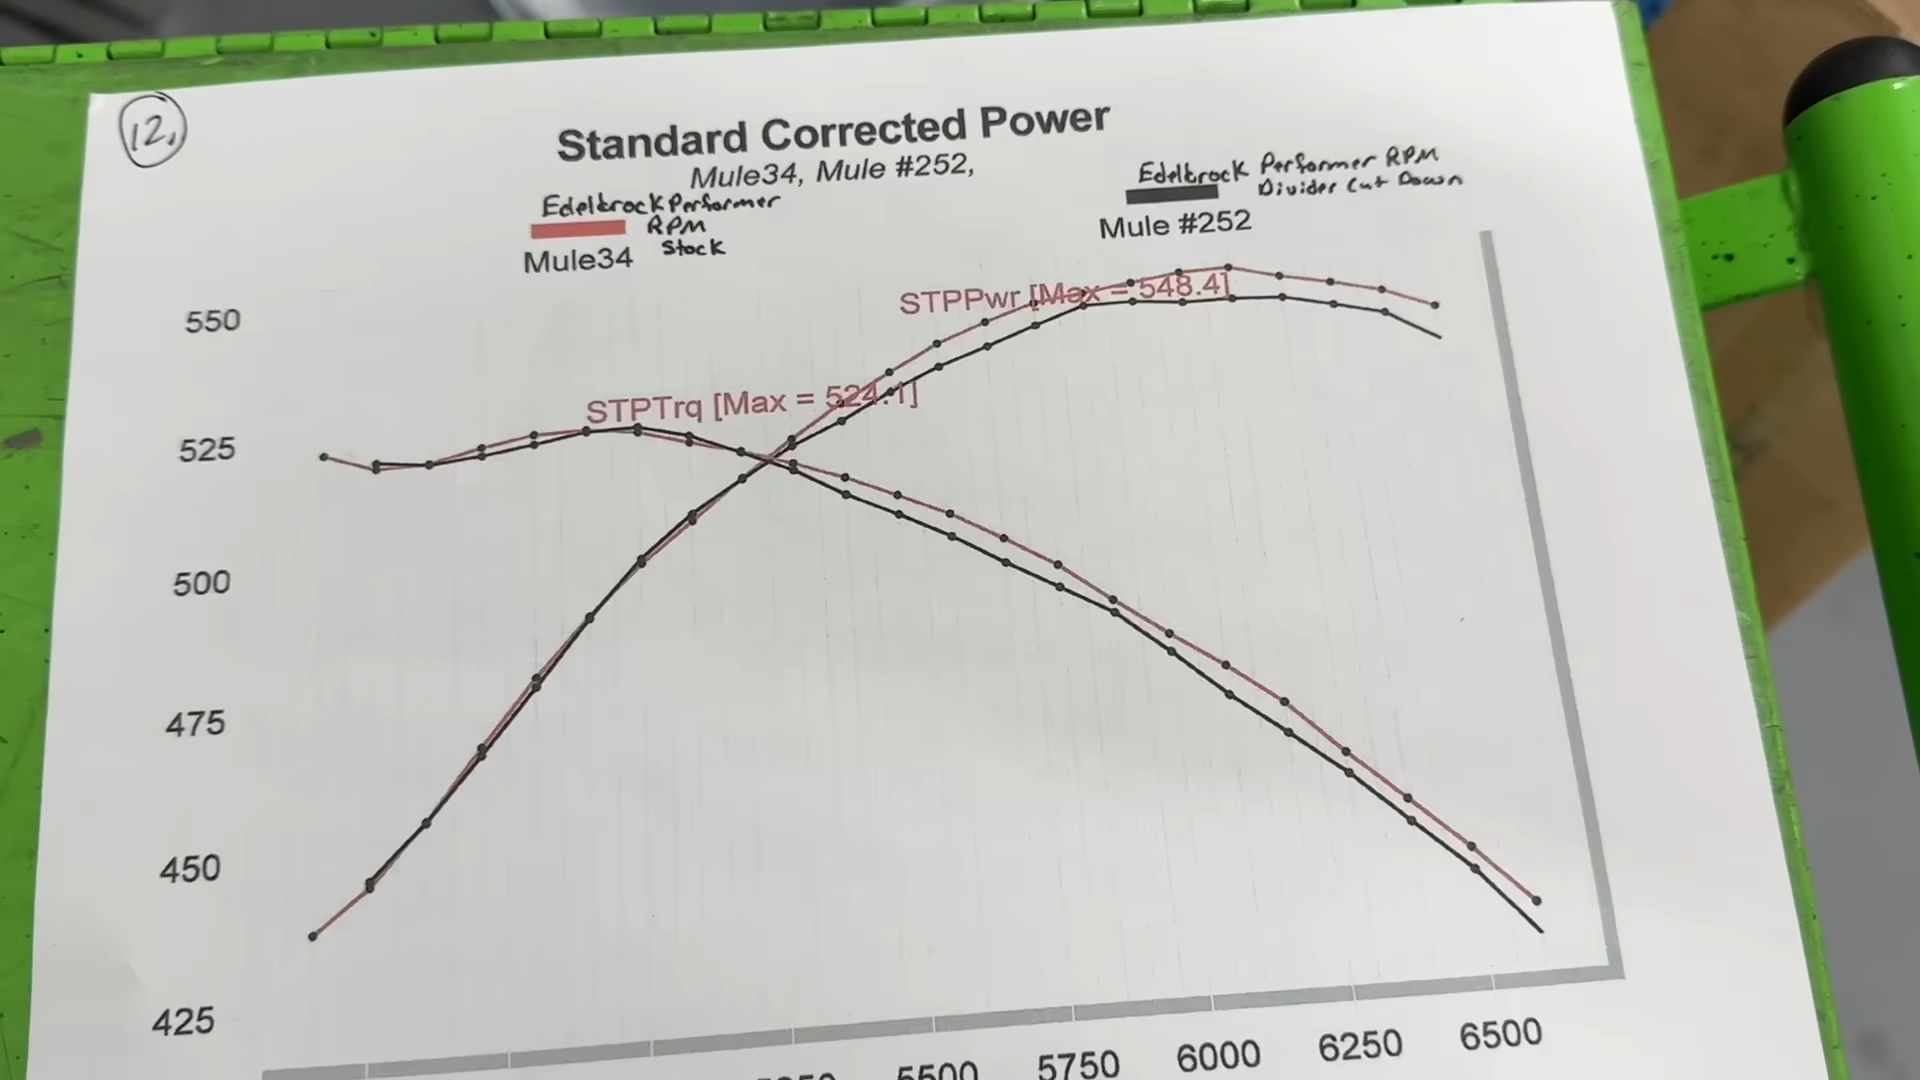 12.
Standard Corrected Power
Mule34, Mule #252,
Edelbrock Performer
RPM
Stock
Mule34
Edelbrock Performer RPM
Divider Cut Down
Mule #252
STPPwr [Max = 548.4]
STPTrq [Max = 524.1]
550
525
500
475
450
425
5500 5750 6000 6250 6500